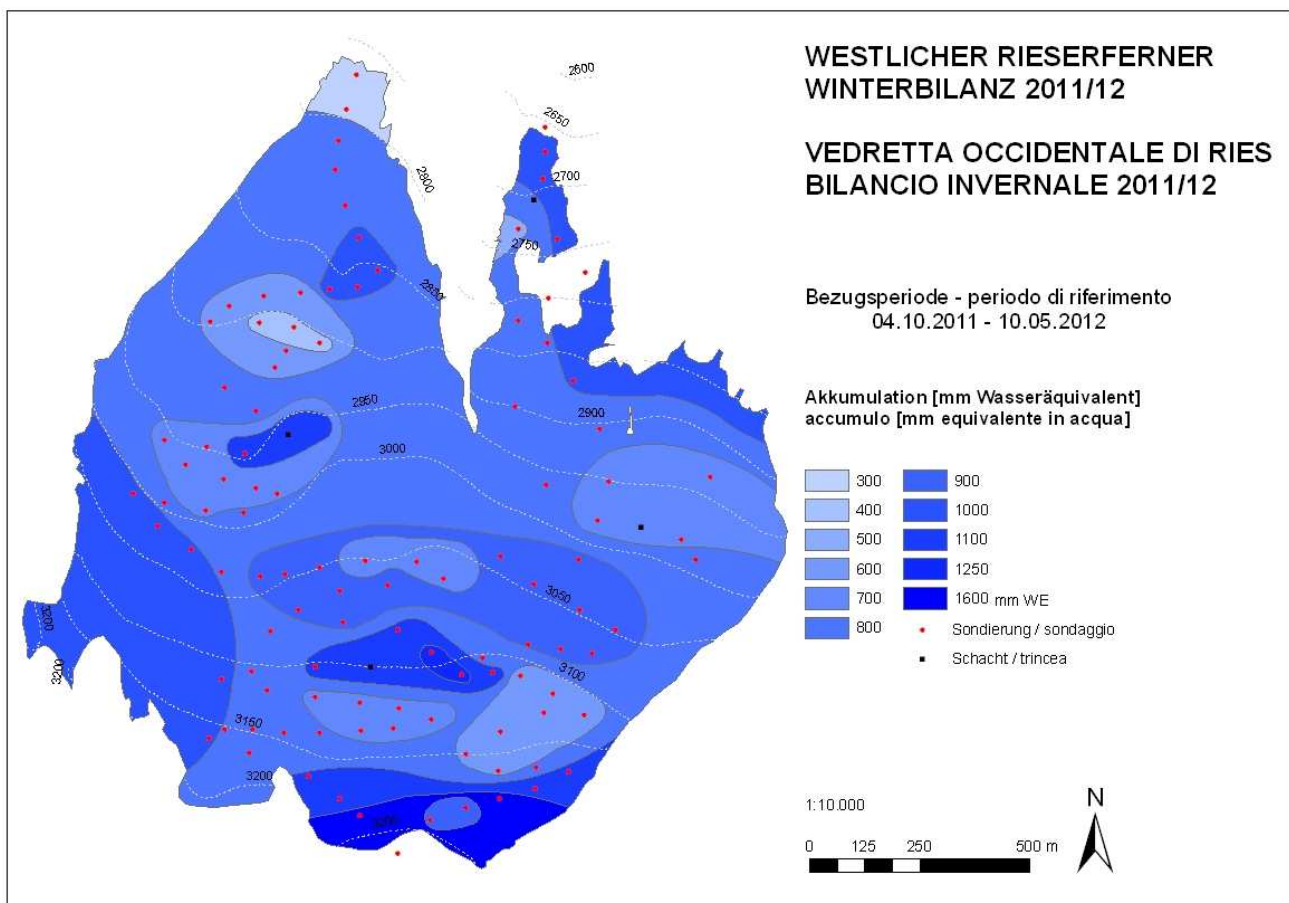 WESTLICHER RIESERFERNER
WINTERBILANZ 2011/12
VEDRETTA OCCIDENTALE DI RIES
BILANCIO INVERNALE 2011/12
Bezugsperiode - periodo di riferimento
04.10.2011 - 10.05.2012
Akkumulation [mm Wasseräquivalent]
accumulo [mm equivalente in acqua]
300
400
500
600
700
800
900
1000
1100
1250
1600 mm WE
Sondierung / sondaggio
Schacht / trincea
1:10.000
N
0 125 250 500 m
2600
2650
2700
2750
2800
2900
3000
3050
3100
3150
3200
3200
3200